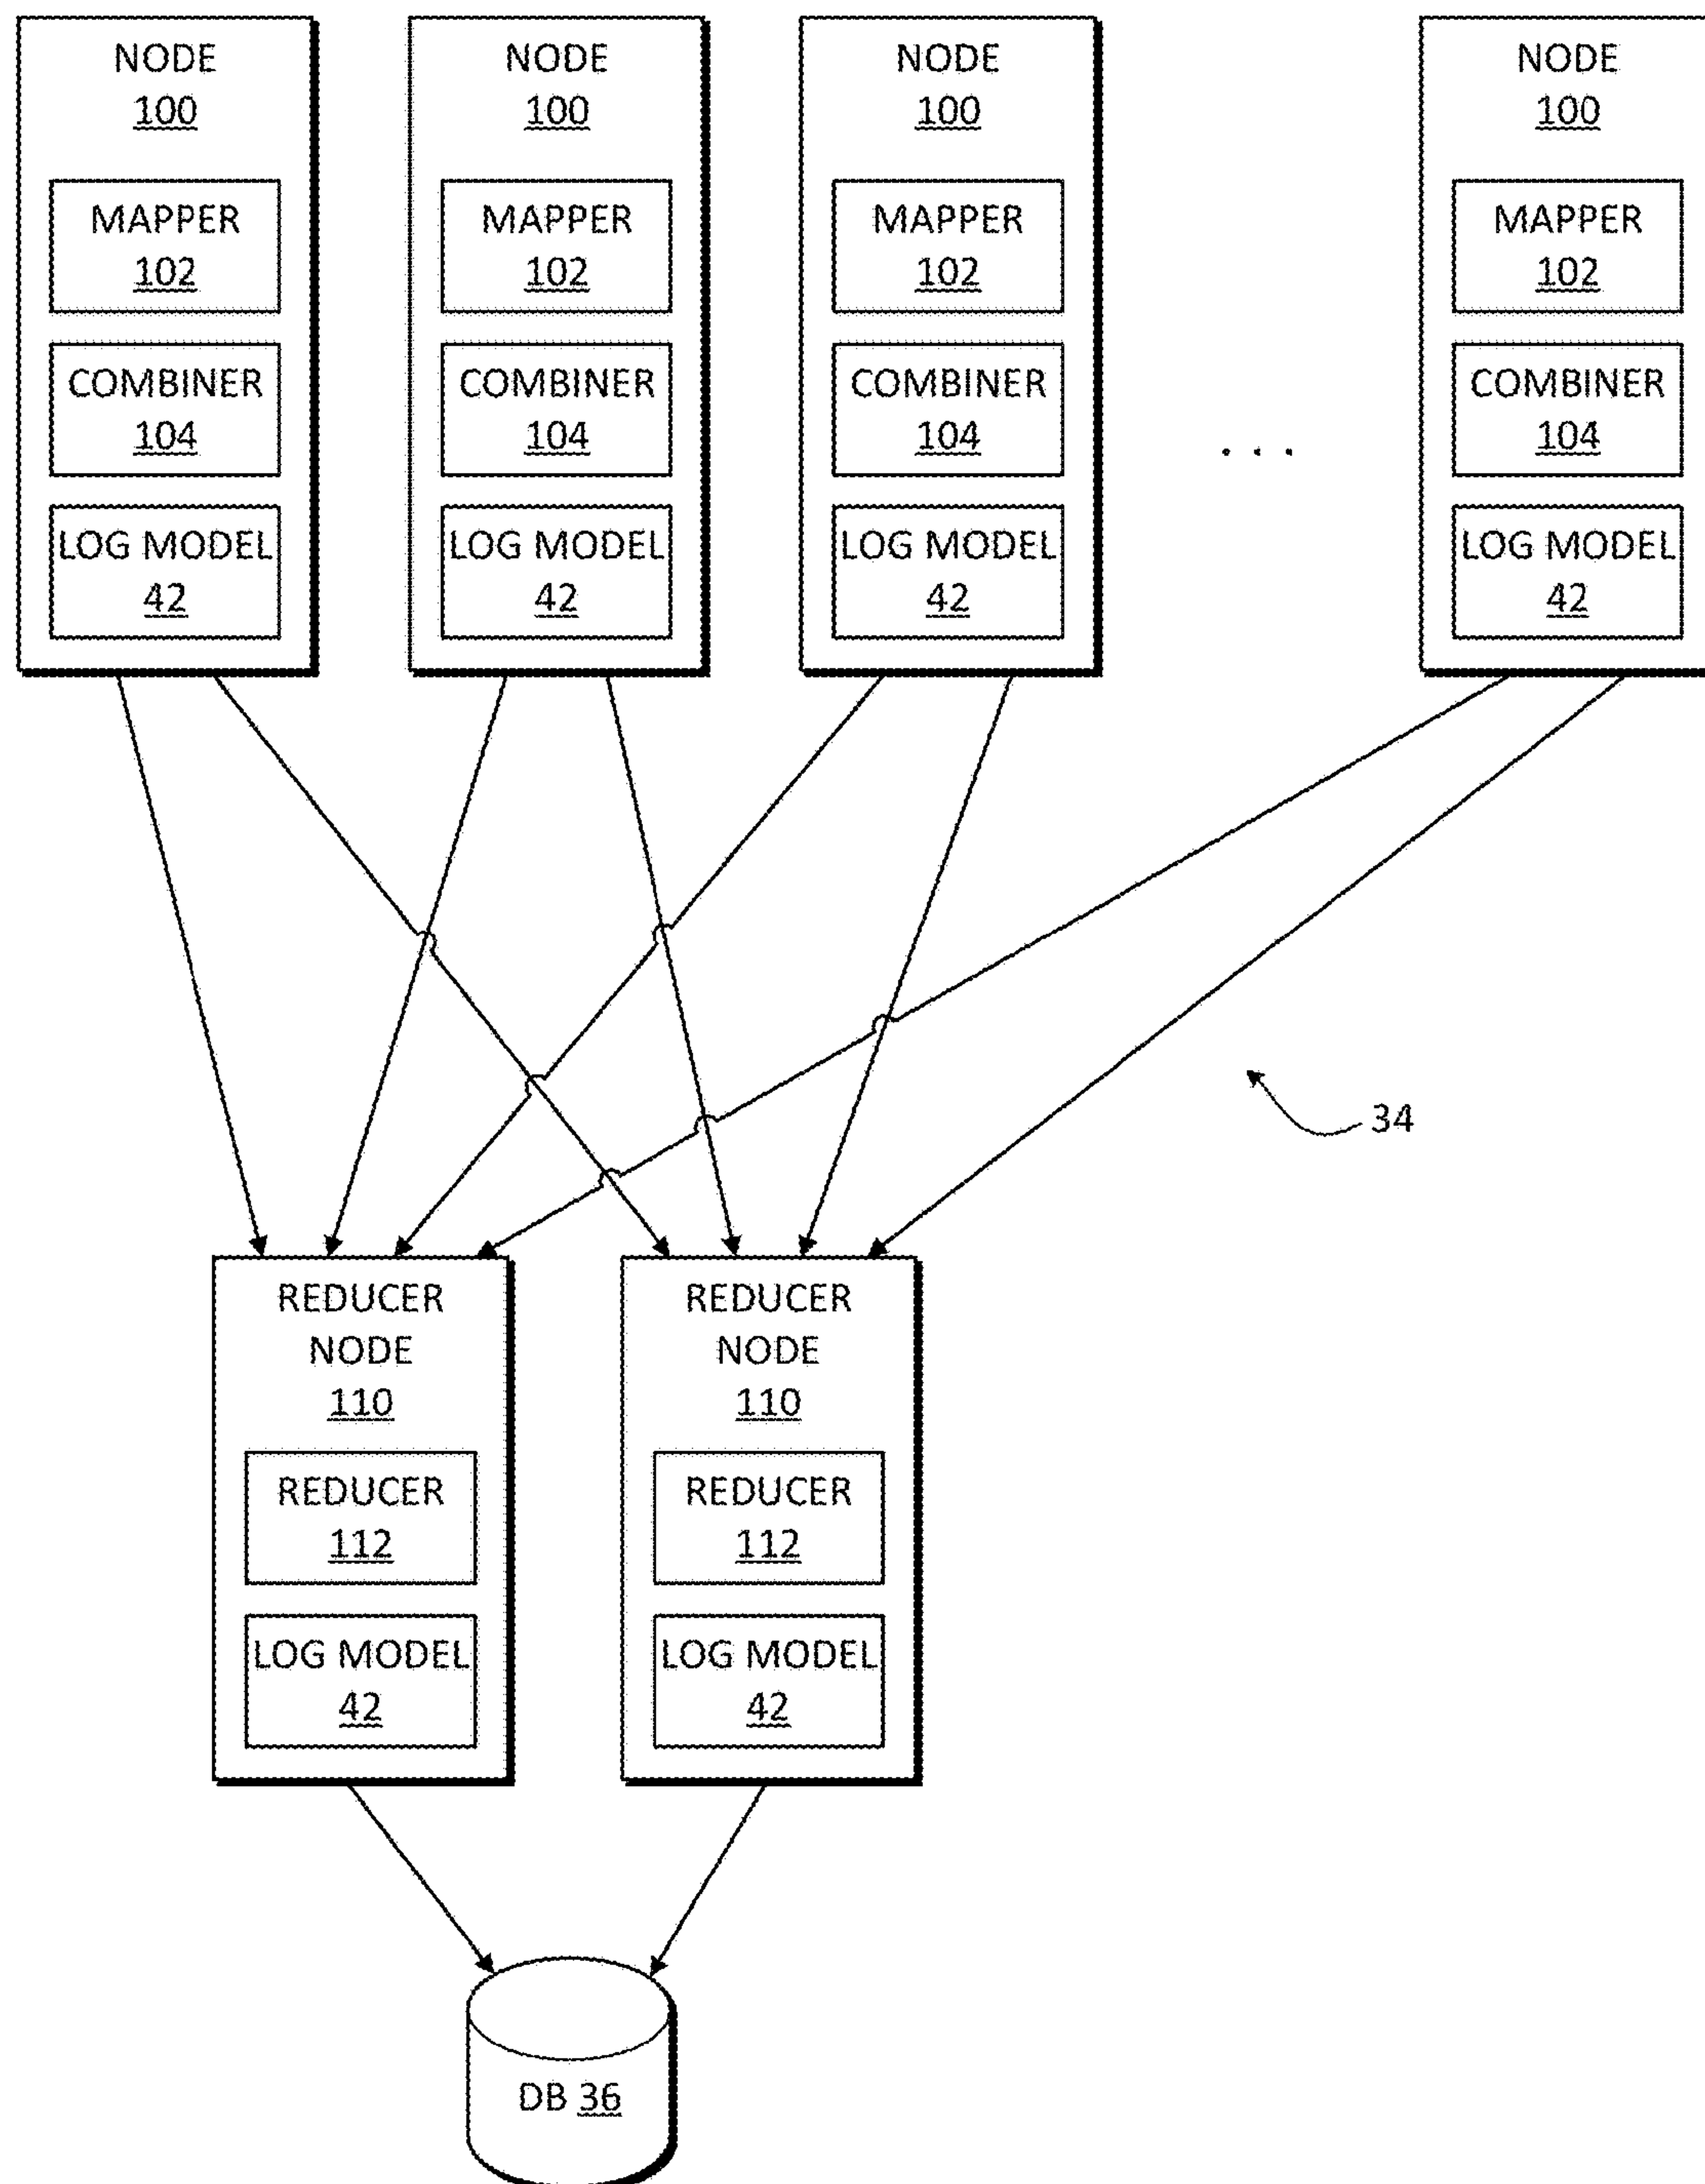 NODE
100
MAPPER
102
COMBINER
104
LOG MODEL
42
NODE
100
MAPPER
102
COMBINER
104
LOG MODEL
42
NODE
100
MAPPER
102
COMBINER
104
LOG MODEL
42
. . .
NODE
100
MAPPER
102
COMBINER
104
LOG MODEL
42
34
REDUCER
NODE
110
REDUCER
112
LOG MODEL
42
REDUCER
NODE
110
REDUCER
112
LOG MODEL
42
DB 36